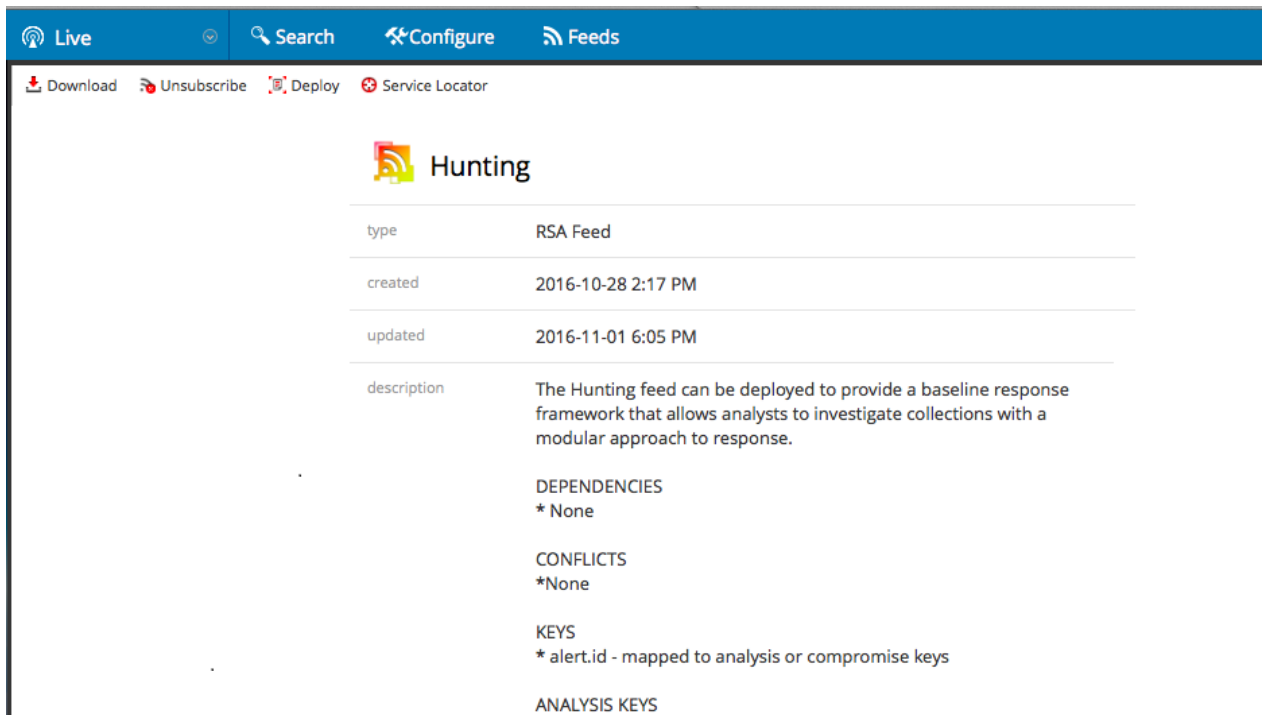 Live Search Configure Feeds
Download Unsubscribe Deploy Service Locator
Hunting
type RSA Feed
created 2016-10-28 2:17 PM
updated 2016-11-01 6:05 PM
description The Hunting feed can be deployed to provide a baseline response
framework that allows analysts to investigate collections with a
modular approach to response.
DEPENDENCIES
* None
CONFLICTS
*None
KEYS
* alert.id - mapped to analysis or compromise keys
ANALYSIS KEYS